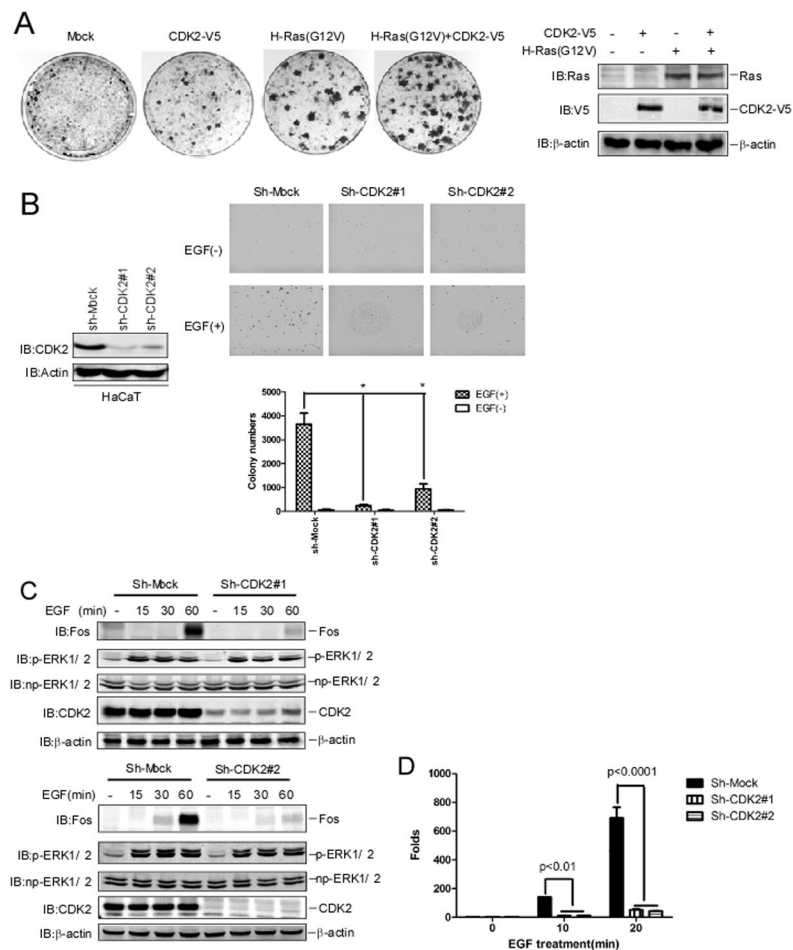 A
Mock CDK2-V5 H-Ras(G12V) H-Ras(G12V)+CDK2-V5
CDK2-V5 - + - +
H-Ras(G12V) - - + +
IB:Ras Ras
IB:V5 CDK2-V5
IB:β-actin β-actin
B
Sh-Mock Sh-CDK2#1 Sh-CDK2#2
EGF(-)
EGF(+)
sh-Mock sh-CDK2#1 sh-CDK2#2
IB:CDK2
IB:Actin
HaCaT
* *
EGF(+)
EGF(-)
Colony numbers
5000
4000
3000
2000
1000
0
sh-Mock sh-CDK2#1 sh-CDK2#2
C
Sh-Mock Sh-CDK2#1
EGF (min) - 15 30 60 - 15 30 60
IB:Fos Fos
IB:p-ERK1/2 p-ERK1/2
IB:np-ERK1/2 np-ERK1/2
IB:CDK2 CDK2
IB:β-actin β-actin
Sh-Mock Sh-CDK2#2
EGF(min) - 15 30 60 - 15 30 60
IB:Fos Fos
IB:p-ERK1/2 p-ERK1/2
IB:np-ERK1/2 np-ERK1/2
IB:CDK2 CDK2
IB:β-actin β-actin
D
p<0.0001
Sh-Mock
Sh-CDK2#1
Sh-CDK2#2
p<0.01
Folds
1000
800
600
400
200
0
0 10 20
EGF treatment(min)